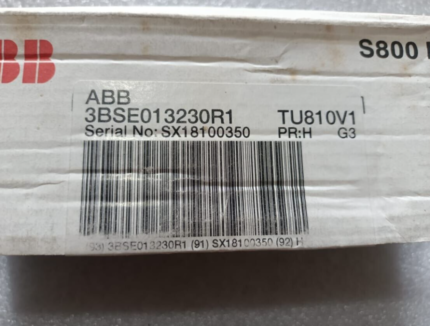 ABB
S800
ABB
3BSE013230R1 TU810V1
Serial No: SX18100350 PR:H G3
3BSE013230R1 (91) SX18100350 (92) H